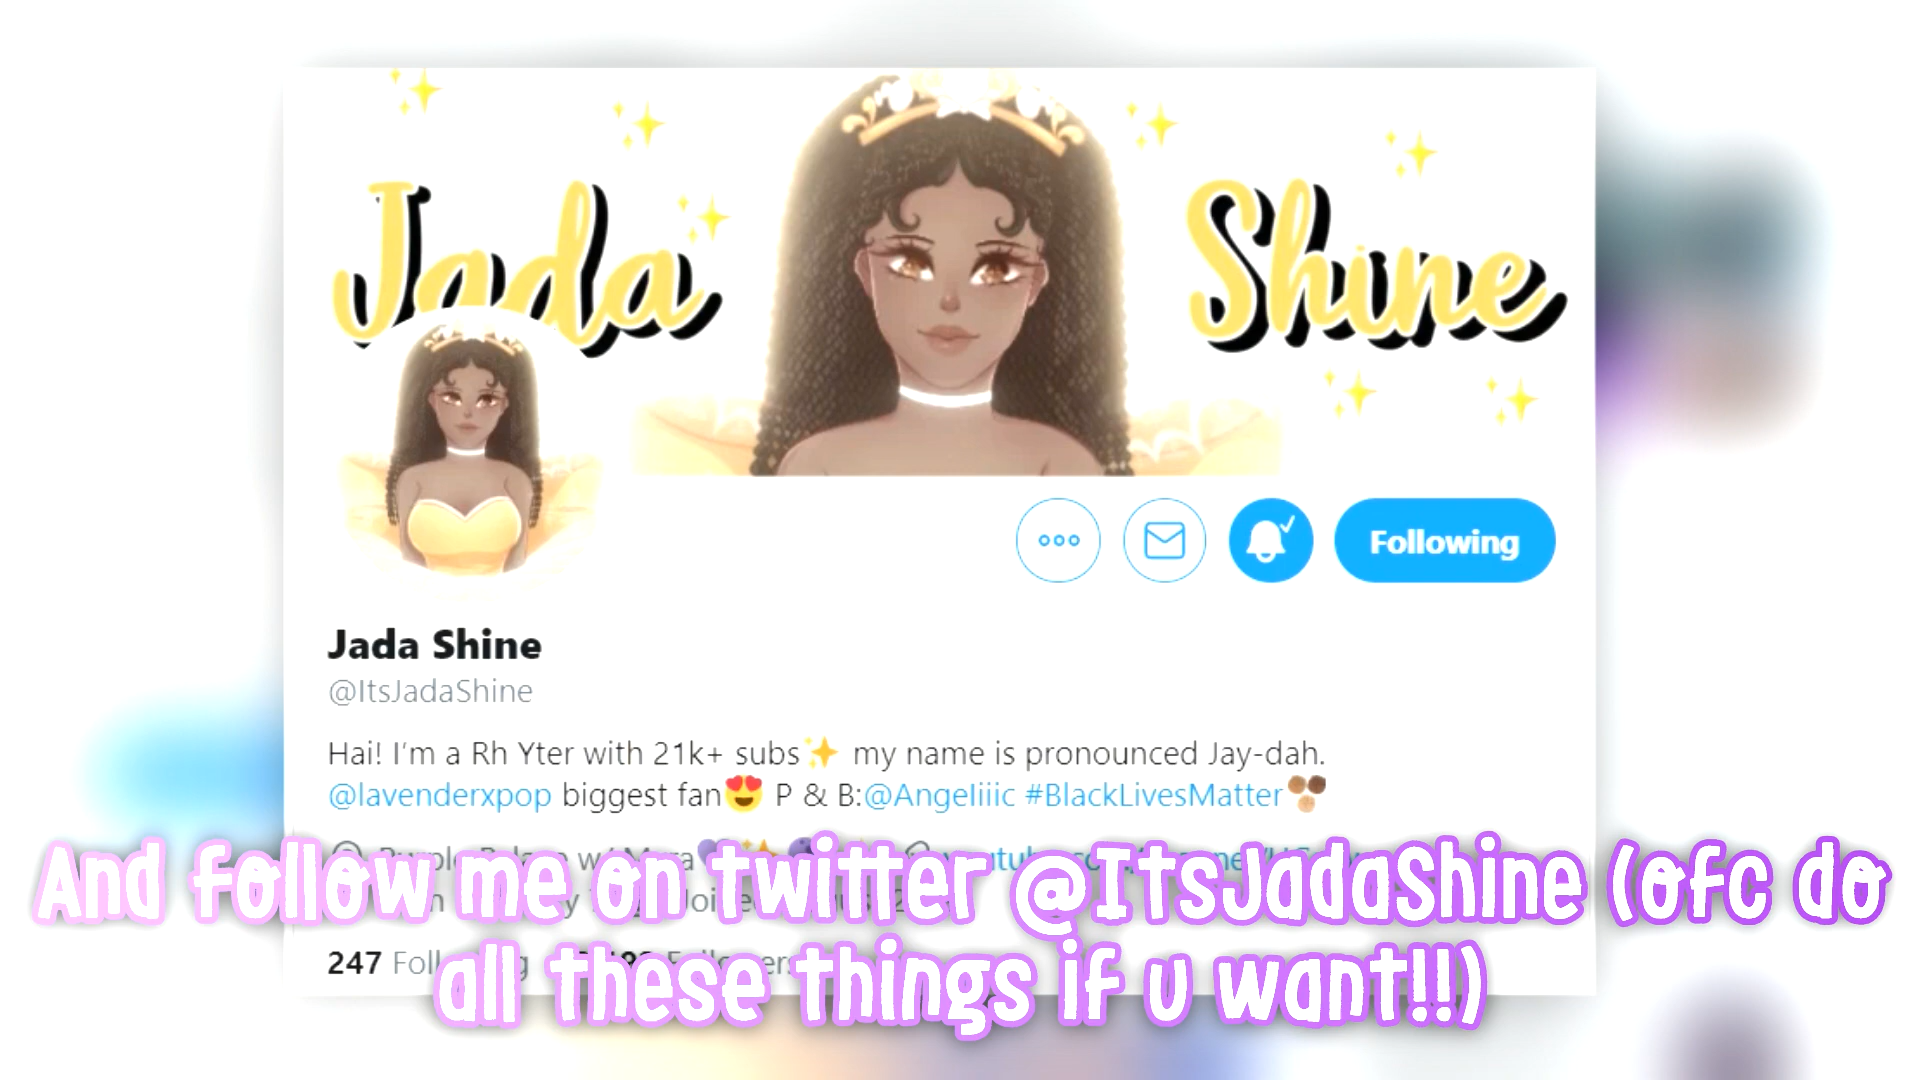 Jada Shine
Following
Jada Shine
@ItsJadaShine
Hai! I'm a Rh Yter with 21k+ subs✨ my name is pronounced Jay-dah.
@lavenderxpop biggest fan😍 P & B:@Angeliiic #BlackLivesMatter
And follow me on twitter @ItsJadaShine (ofc do
247
all these things if u want!!)